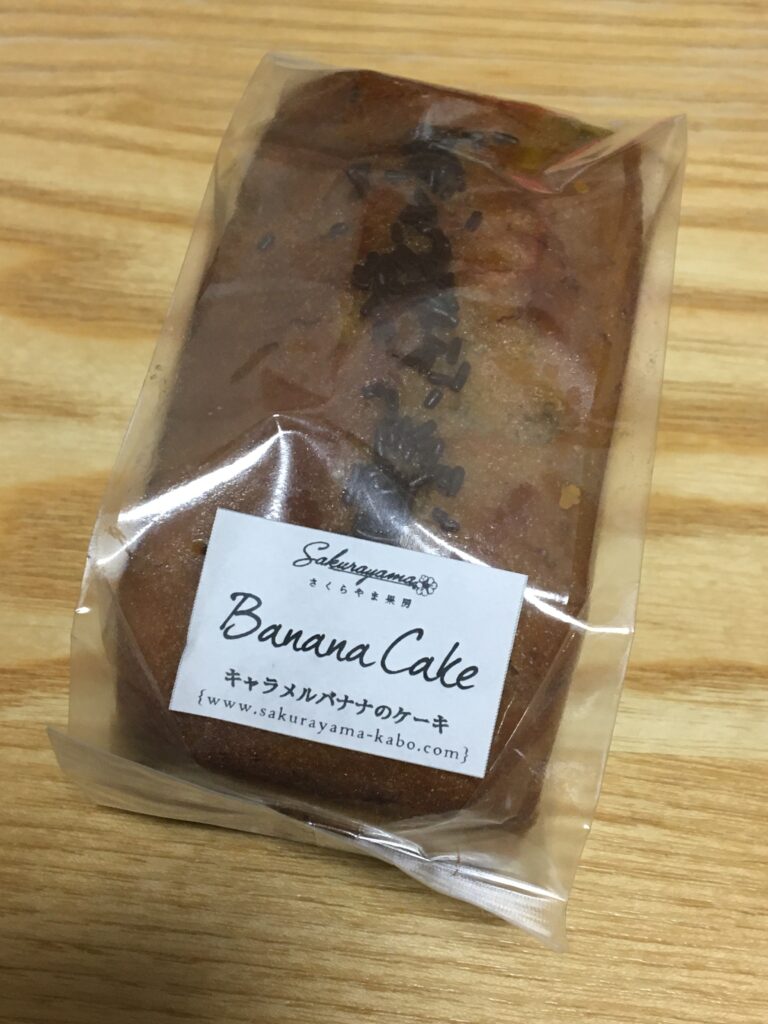 Sakurayama
さくらやま菓房
Banana Cake
キャラメルバナナのケーキ
{www.sakurayama-kabo.com}